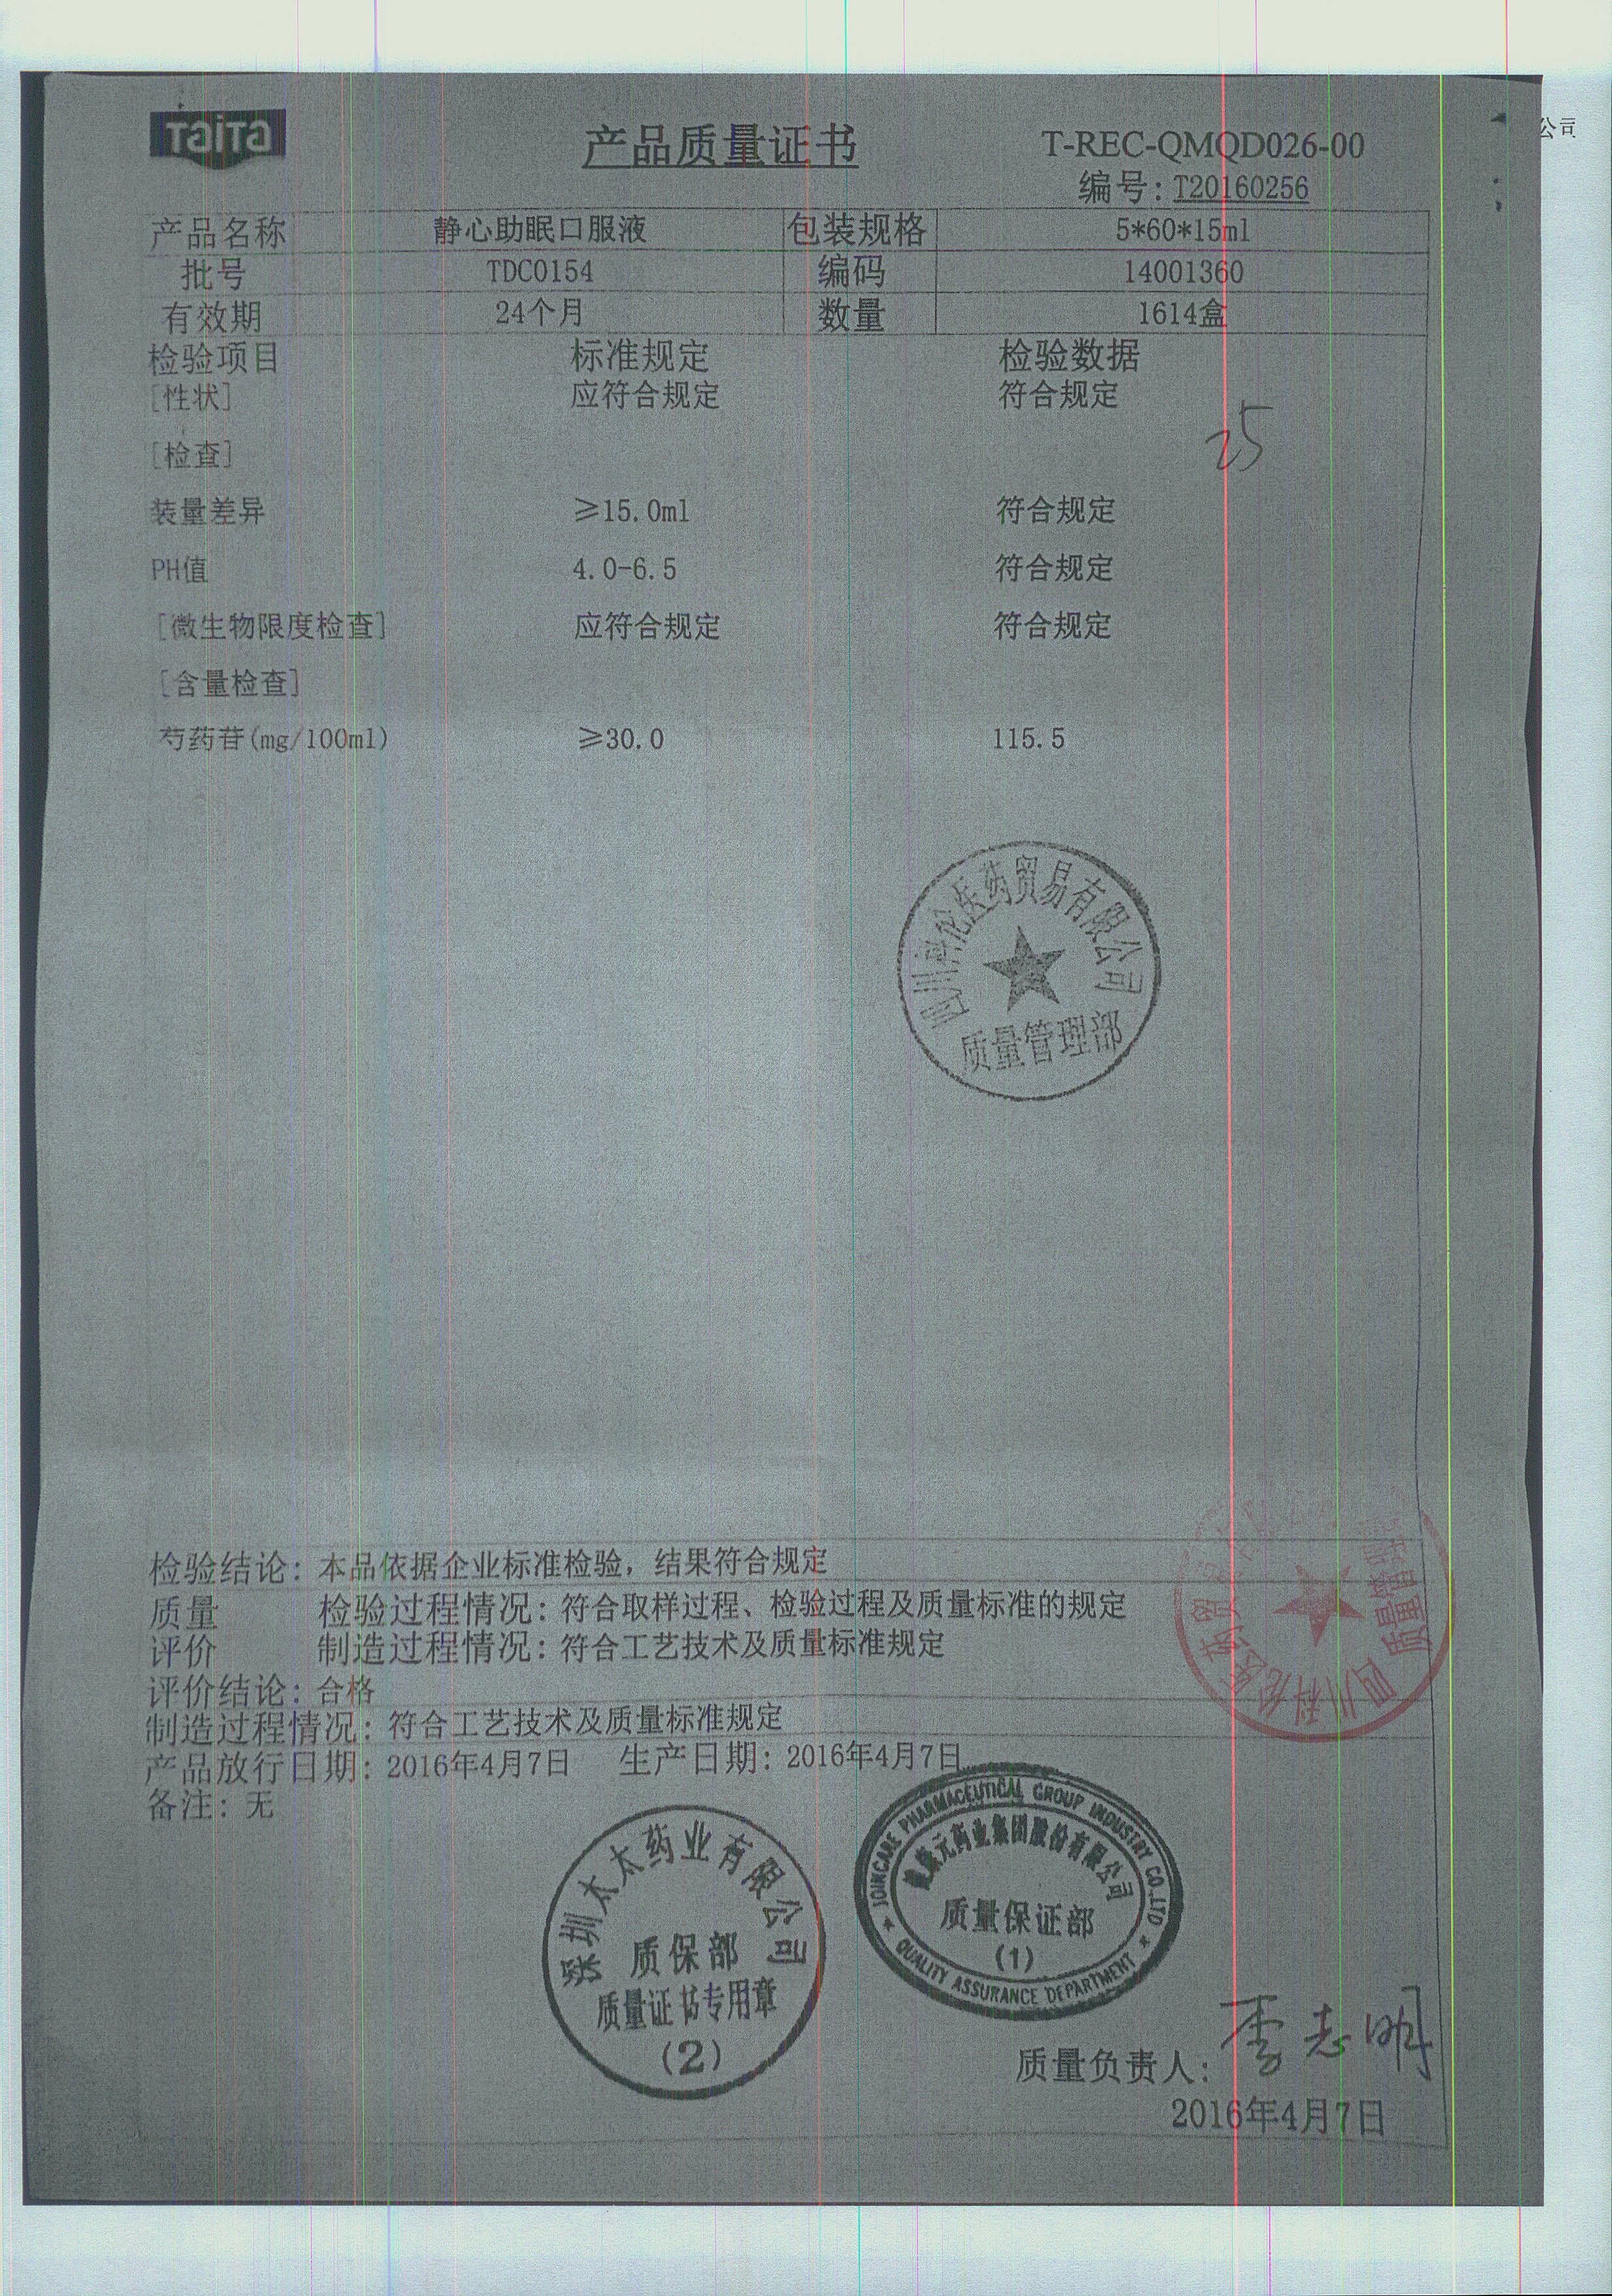 TaiTa
产品质量证书
T-REC-QMQD026-00
公司
编号：T20160256
产品名称 静心助眠口服液 包装规格 5*60*15ml
批号 TDC0154 编码 14001360
有效期 24个月 数量 1614盒
检验项目 标准规定 检验数据
[性状] 应符合规定 符合规定
25
[检查]
装量差异 ≥15.0ml 符合规定
PH值 4.0-6.5 符合规定
[微生物限度检查] 应符合规定 符合规定
[含量检查]
芍药苷(mg/100ml) ≥30.0 115.5
四川科伦医药贸易有限公司
质量管理部
检验结论：本品依据企业标准检验，结果符合规定
质量 检验过程情况：符合取样过程、检验过程及质量标准的规定
评价 制造过程情况：符合工艺技术及质量标准规定
评价结论：合格
制造过程情况：符合工艺技术及质量标准规定
产品放行日期：2016年4月7日 生产日期：2016年4月7日
备注：无
四川科伦医药贸
质量管理
深圳太太药业有限公司
质保部
质量证书专用章
(2)
JOINCARE PHARMACEUTICAL GROUP INDUSTRY CO.,LTD
健康元药业集团股份有限公司
质量保证部
(1)
QUALITY ASSURANCE DEPARTMENT
质量负责人：李志明
2016年4月7日